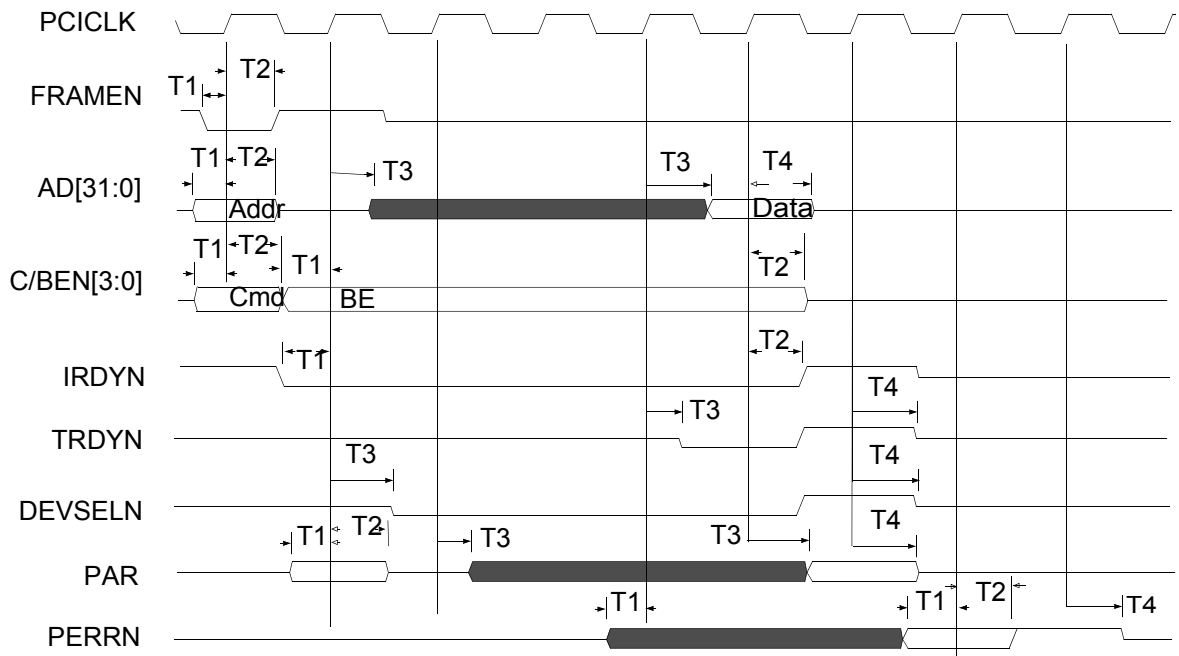 PCICLK
T2
T1
FRAMEN
T1 T2 T3 T3 T4
AD[31:0]
Addr Data
T1 T2 T1 T2
C/BEN[3:0]
Cmd BE
T1 T2
IRDYN
T4
T3
TRDYN
T3 T4
DEVSELN
T1 T2 T3 T3 T4
PAR
T1 T1 T2 T4
PERRN